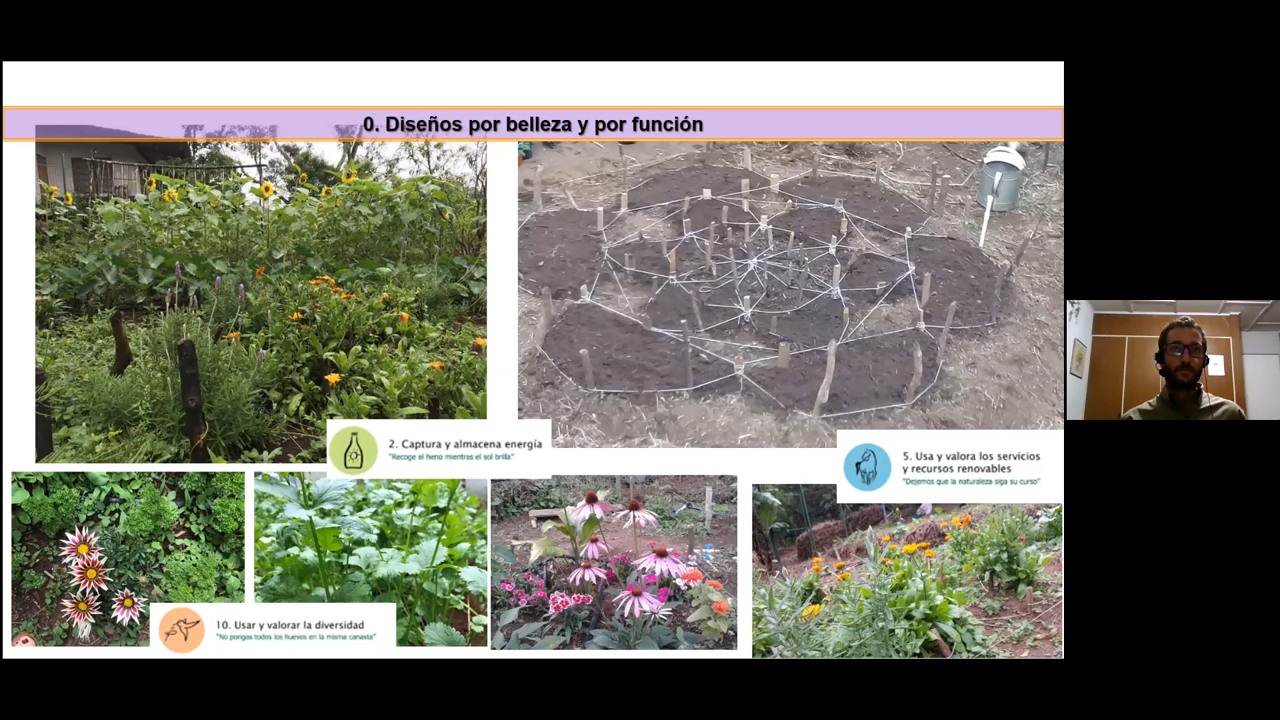 0. Diseños por belleza y por función
2. Captura y almacena energía
"Recoge el heno mientras el sol brilla"
5. Usa y valora los servicios
y recursos renovables
"Dejemos que la naturaleza siga su curso"
10. Usar y valorar la diversidad
"No pongas todos los huevos en la misma canasta"